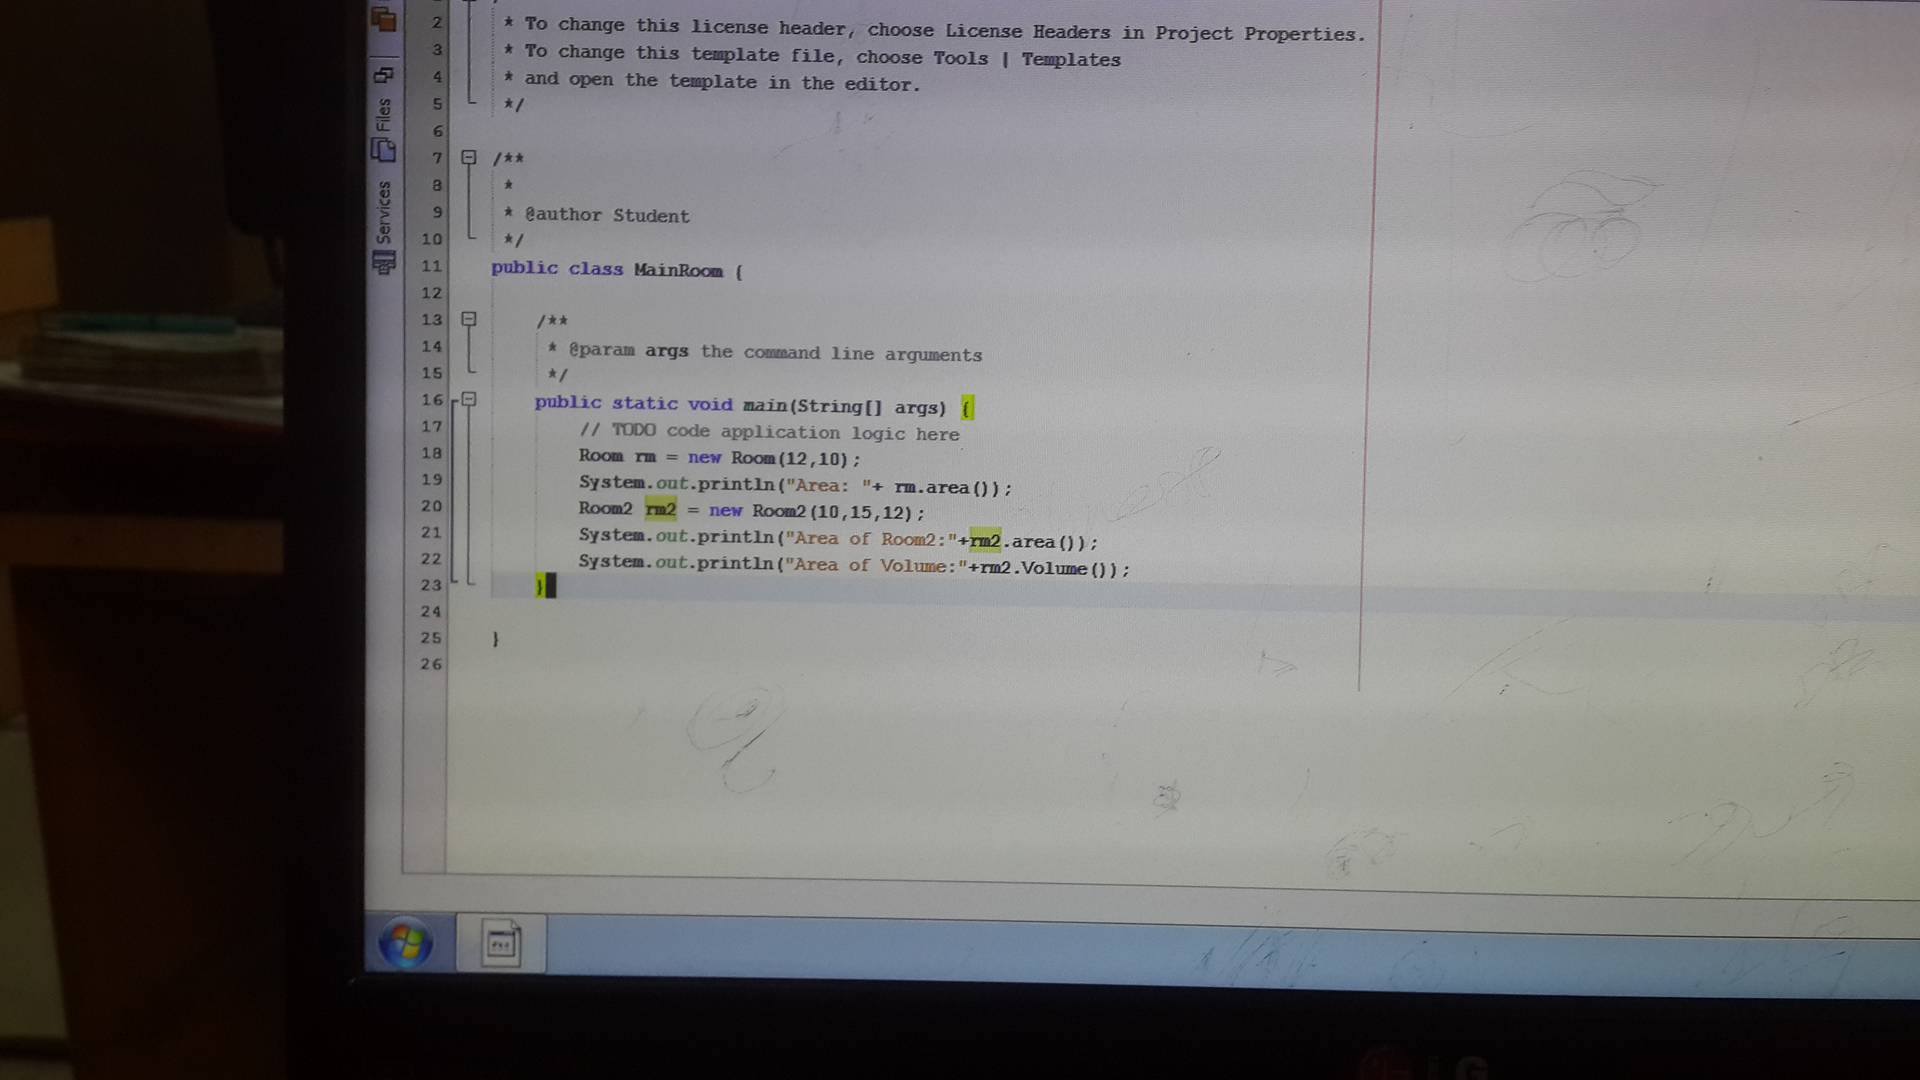 2 * To change this license header, choose License Headers in Project Properties.
3 * To change this template file, choose Tools | Templates
4 * and open the template in the editor.
5 */
6
7 /**
8 *
9 * @author Student
10 */
11 public class MainRoom {
12
13 /**
14 * @param args the command line arguments
15 */
16 public static void main(String[] args) {
17 // TODO code application logic here
18 Room rm = new Room(12,10);
19 System.out.println("Area: "+ rm.area());
20 Room2 rm2 = new Room2(10,15,12);
21 System.out.println("Area of Room2:"+rm2.area());
22 System.out.println("Area of Volume:"+rm2.Volume());
23 }
24
25 }
26
Files
Services
LG